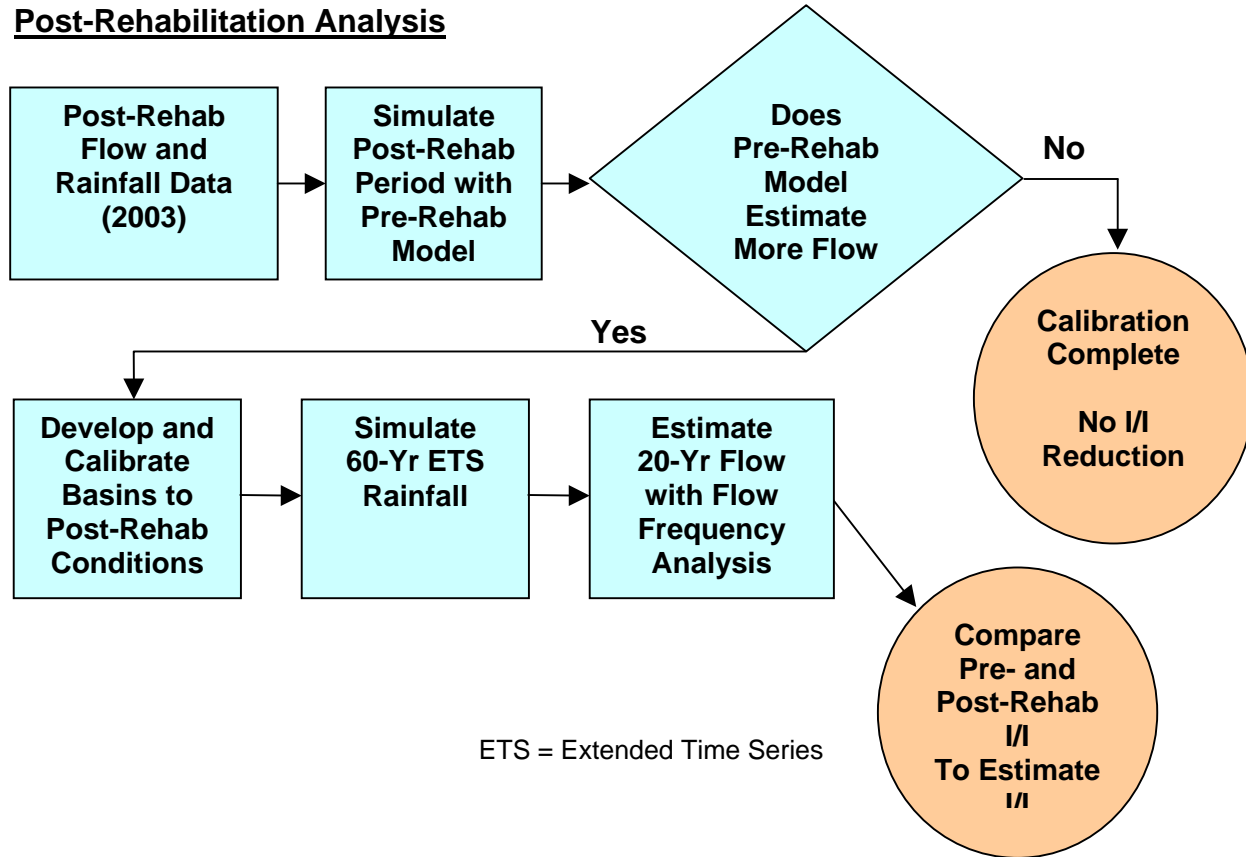 Post-Rehabilitation Analysis
Post-Rehab
Flow and
Rainfall Data
(2003)
Simulate
Post-Rehab
Period with
Pre-Rehab
Model
Does
Pre-Rehab
Model
Estimate
More Flow
No
Calibration
Complete
No I/I
Reduction
Yes
Develop and
Calibrate
Basins to
Post-Rehab
Conditions
Simulate
60-Yr ETS
Rainfall
Estimate
20-Yr Flow
with Flow
Frequency
Analysis
Compare
Pre- and
Post-Rehab
I/I
To Estimate
I/I
ETS = Extended Time Series